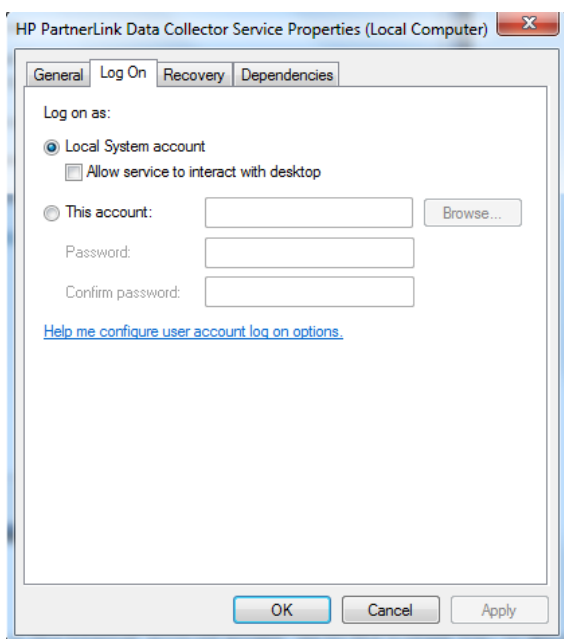 HP PartnerLink Data Collector Service Properties (Local Computer)
General Log On Recovery Dependencies
Log on as:
Local System account
Allow service to interact with desktop
This account: Browse...
Password:
Confirm password:
Help me configure user account log on options.
OK Cancel Apply